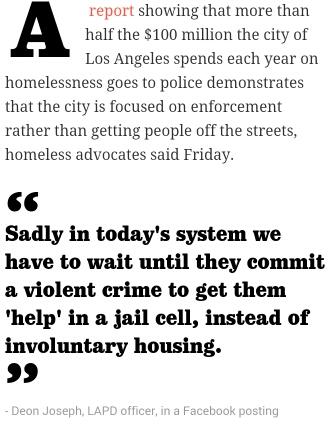 A report showing that more than
half the $100 million the city of
Los Angeles spends each year on
homelessness goes to police demonstrates
that the city is focused on enforcement
rather than getting people off the streets,
homeless advocates said Friday.
“
Sadly in today's system we
have to wait until they commit
a violent crime to get them
'help' in a jail cell, instead of
involuntary housing.
”
- Deon Joseph, LAPD officer, in a Facebook posting